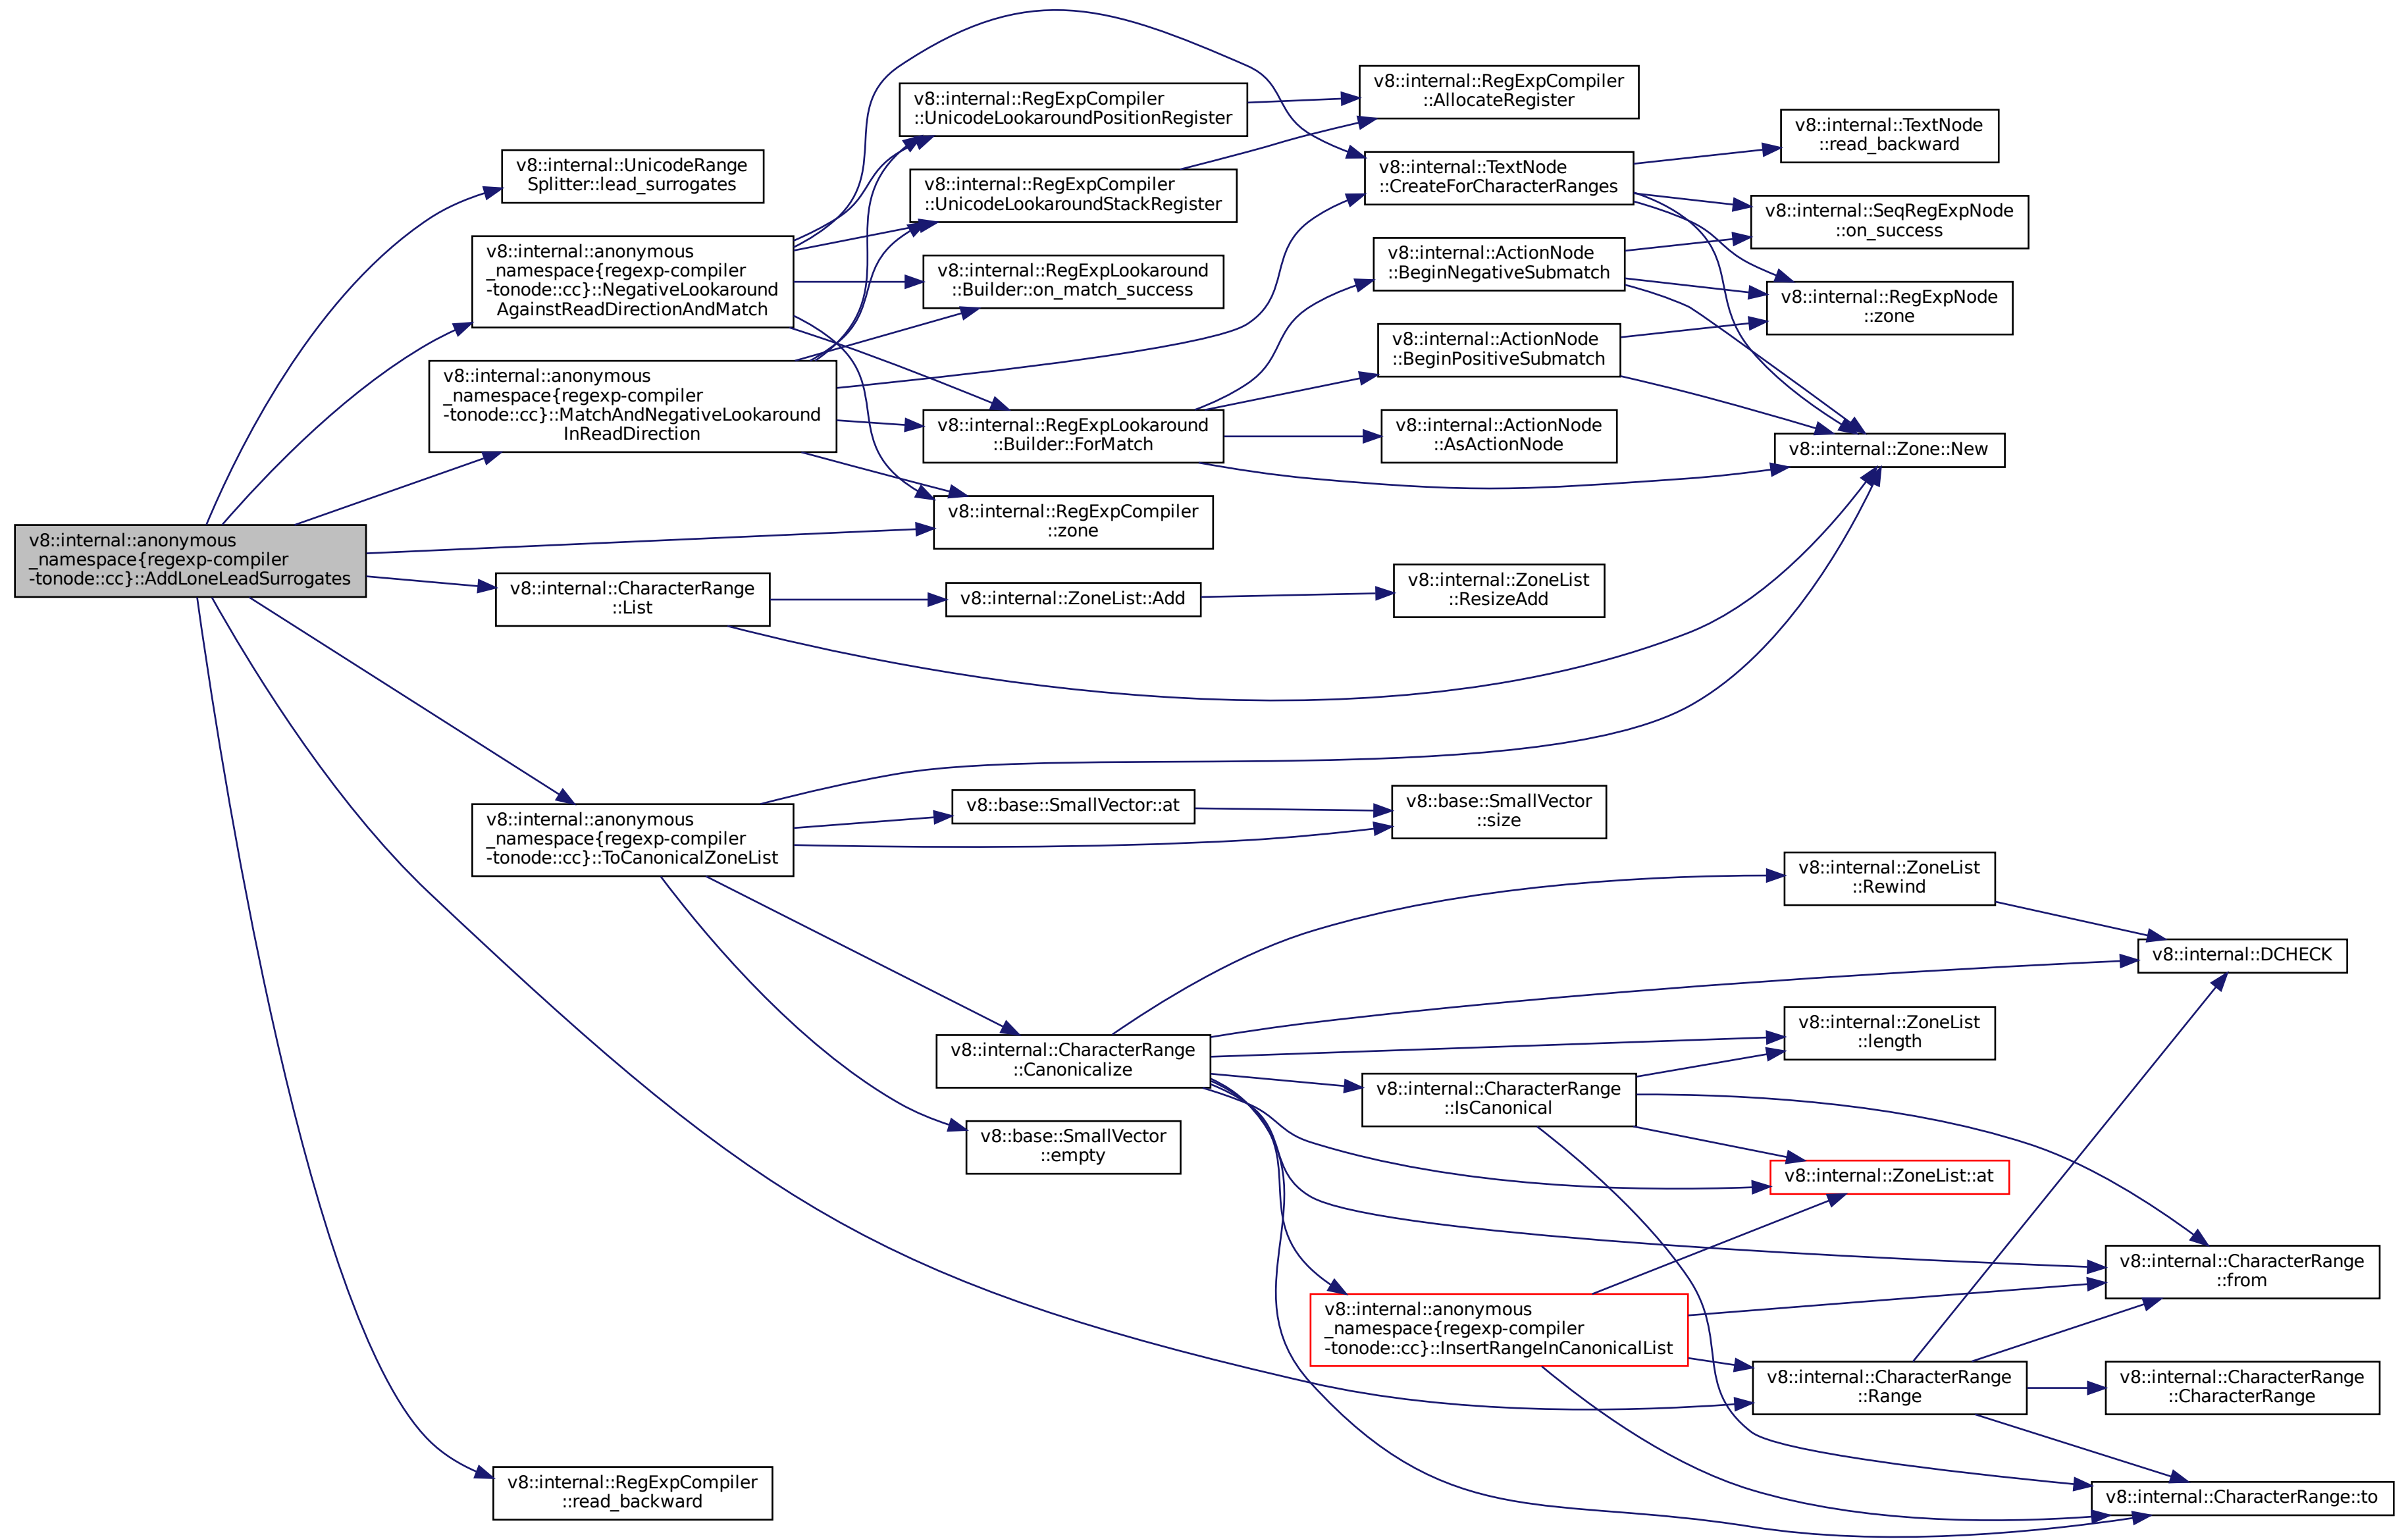 v8::internal::anonymous
_namespace{regexp-compiler
-tonode::cc}::AddLoneLeadSurrogates
v8::internal::UnicodeRange
Splitter::lead_surrogates
v8::internal::anonymous
_namespace{regexp-compiler
-tonode::cc}::NegativeLookaround
AgainstReadDirectionAndMatch
v8::internal::anonymous
_namespace{regexp-compiler
-tonode::cc}::MatchAndNegativeLookaround
InReadDirection
v8::internal::CharacterRange
::List
v8::internal::anonymous
_namespace{regexp-compiler
-tonode::cc}::ToCanonicalZoneList
v8::internal::RegExpCompiler
::read_backward
v8::internal::RegExpCompiler
::UnicodeLookaroundPositionRegister
v8::internal::RegExpCompiler
::UnicodeLookaroundStackRegister
v8::internal::RegExpLookaround
::Builder::on_match_success
v8::internal::RegExpLookaround
::Builder::ForMatch
v8::internal::RegExpCompiler
::zone
v8::internal::ZoneList::Add
v8::base::SmallVector::at
v8::internal::CharacterRange
::Canonicalize
v8::base::SmallVector
::empty
v8::internal::RegExpCompiler
::AllocateRegister
v8::internal::TextNode
::CreateForCharacterRanges
v8::internal::ActionNode
::BeginNegativeSubmatch
v8::internal::ActionNode
::BeginPositiveSubmatch
v8::internal::ActionNode
::AsActionNode
v8::internal::ZoneList
::ResizeAdd
v8::base::SmallVector
::size
v8::internal::CharacterRange
::IsCanonical
v8::internal::anonymous
_namespace{regexp-compiler
-tonode::cc}::InsertRangeInCanonicalList
v8::internal::TextNode
::read_backward
v8::internal::SeqRegExpNode
::on_success
v8::internal::RegExpNode
::zone
v8::internal::Zone::New
v8::internal::ZoneList
::Rewind
v8::internal::ZoneList
::length
v8::internal::ZoneList::at
v8::internal::CharacterRange
::Range
v8::internal::DCHECK
v8::internal::CharacterRange
::from
v8::internal::CharacterRange
::CharacterRange
v8::internal::CharacterRange::to